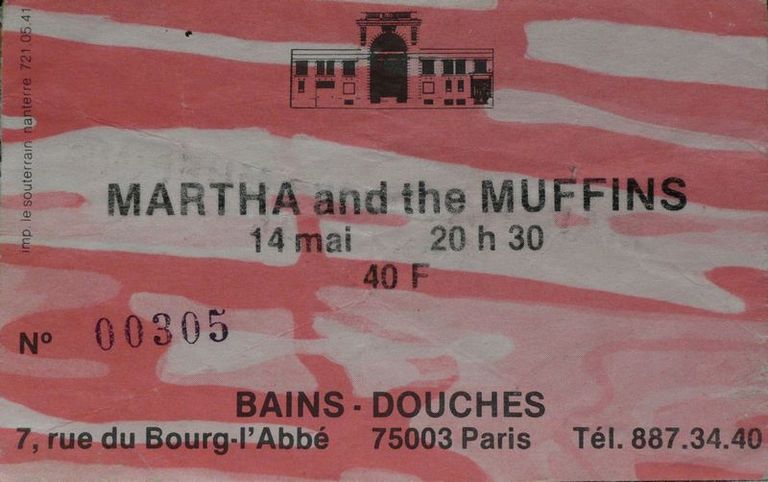 imp. le souterrain nanterre 721 05 41
MARTHA and the MUFFINS
14 mai 20 h 30
40 F
Nº 00305
BAINS - DOUCHES
7, rue du Bourg-l'Abbé 75003 Paris Tél. 887.34.40